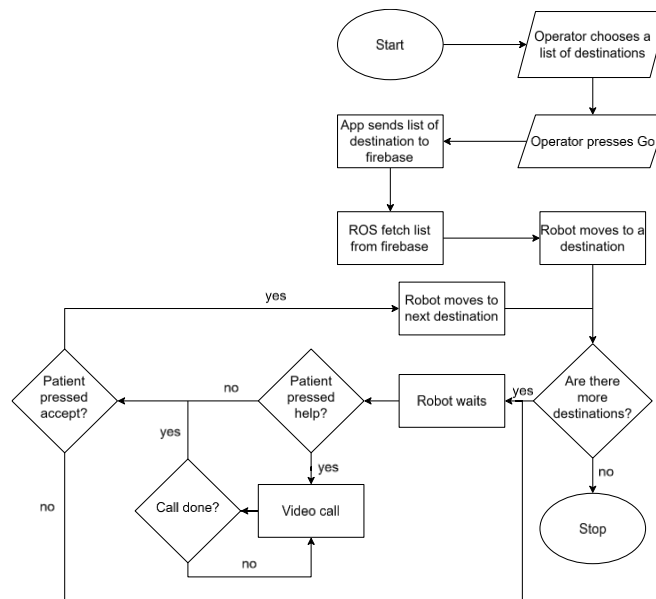 Start
Operator chooses a
list of destinations
App sends list of
destination to
firebase
Operator presses Go
ROS fetch list
from firebase
Robot moves to a
destination
yes
Robot moves to
next destination
Patient
pressed
accept?
no
Patient
pressed
help?
Robot waits
yes
Are there
more
destinations?
yes
yes
no
no
Call done?
Video call
Stop
no